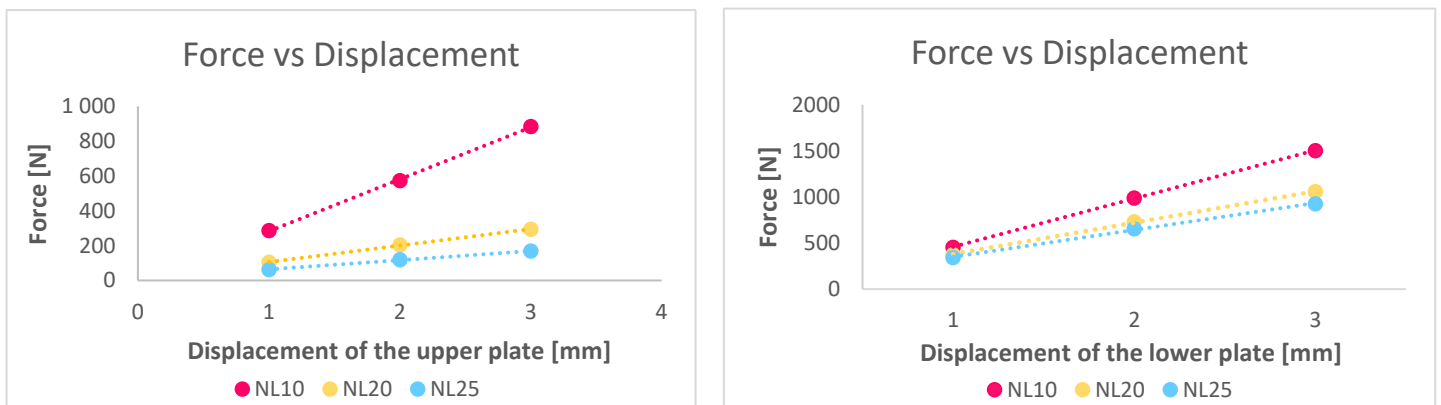 Force vs Displacement
1 000
800
600
400
200
0
Force [N]
0 1 2 3 4
Displacement of the upper plate [mm]
NL10 NL20 NL25
Force vs Displacement
2000
1500
1000
500
0
Force [N]
1 2 3
Displacement of the lower plate [mm]
NL10 NL20 NL25